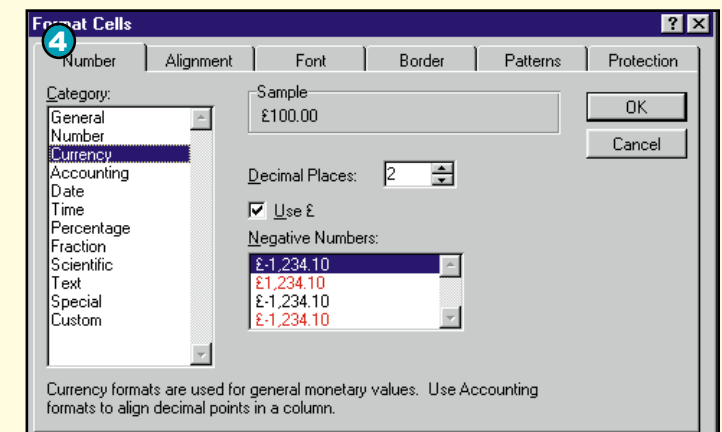 Format Cells
4
Number Alignment Font Border Patterns Protection
Category:
General
Number
Currency
Accounting
Date
Time
Percentage
Fraction
Scientific
Text
Special
Custom
Sample
£100.00
Decimal Places: 2
Use £
Negative Numbers:
£-1,234.10
£1,234.10
£-1,234.10
£-1,234.10
OK
Cancel
Currency formats are used for general monetary values. Use Accounting
formats to align decimal points in a column.